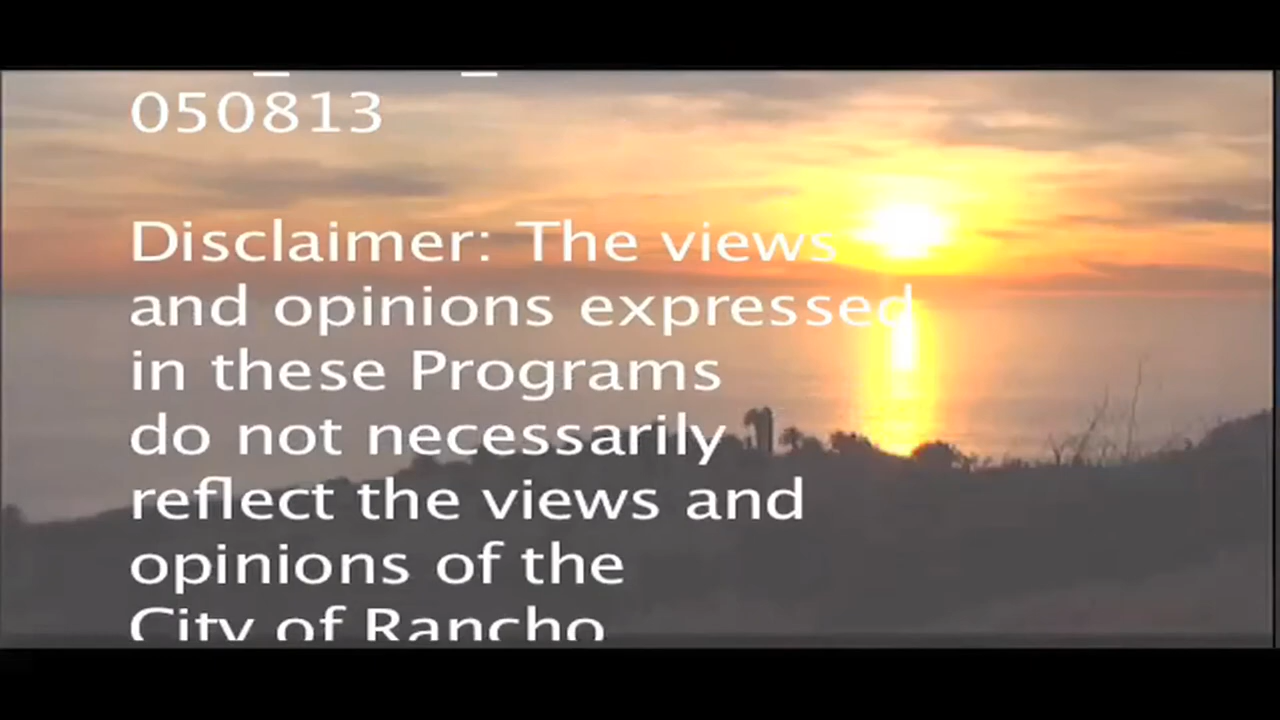 050813
Disclaimer: The views
and opinions expressed
in these Programs
do not necessarily
reflect the views and
opinions of the
City of Rancho